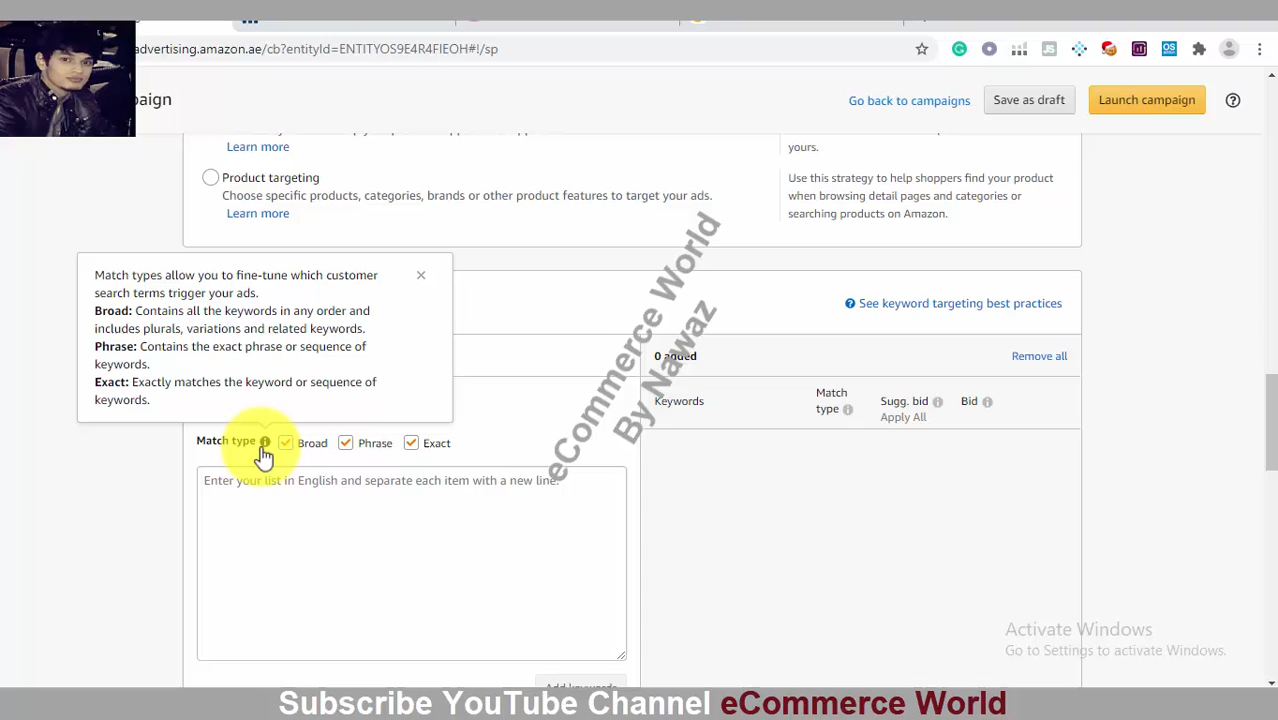 advertising.amazon.ae/cb?entityId=ENTITYOS9E4R4FIEOH#!/sp
paign
Go back to campaigns
Save as draft
Launch campaign
Learn more
yours.
Product targeting
Choose specific products, categories, brands or other product features to target your ads.
Learn more
Use this strategy to help shoppers find your product
when browsing detail pages and categories or
searching products on Amazon.
Match types allow you to fine-tune which customer
search terms trigger your ads.
Broad: Contains all the keywords in any order and
includes plurals, variations and related keywords.
Phrase: Contains the exact phrase or sequence of
keywords.
Exact: Exactly matches the keyword or sequence of
keywords.
See keyword targeting best practices
0 added
Remove all
Keywords
Match
type
Sugg. bid
Apply All
Bid
Match type
Broad
Phrase
Exact
Enter your list in English and separate each item with a new line.
Add keywords
eCommerce World
By Nawaz
Activate Windows
Go to Settings to activate Windows.
Subscribe YouTube Channel eCommerce World